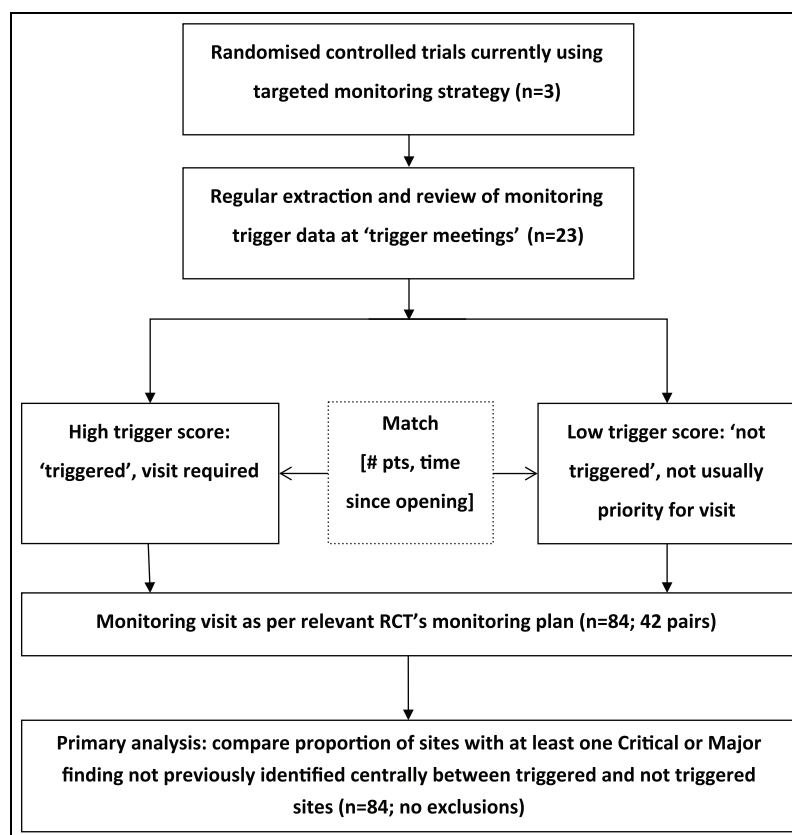 Randomised controlled trials currently using
targeted monitoring strategy (n=3)
Regular extraction and review of monitoring
trigger data at ‘trigger meetings’ (n=23)
High trigger score:
‘triggered’, visit required
Match
[# pts, time
since opening]
Low trigger score: ‘not
triggered’, not usually
priority for visit
Monitoring visit as per relevant RCT’s monitoring plan (n=84; 42 pairs)
Primary analysis: compare proportion of sites with at least one Critical or Major
finding not previously identified centrally between triggered and not triggered
sites (n=84; no exclusions)